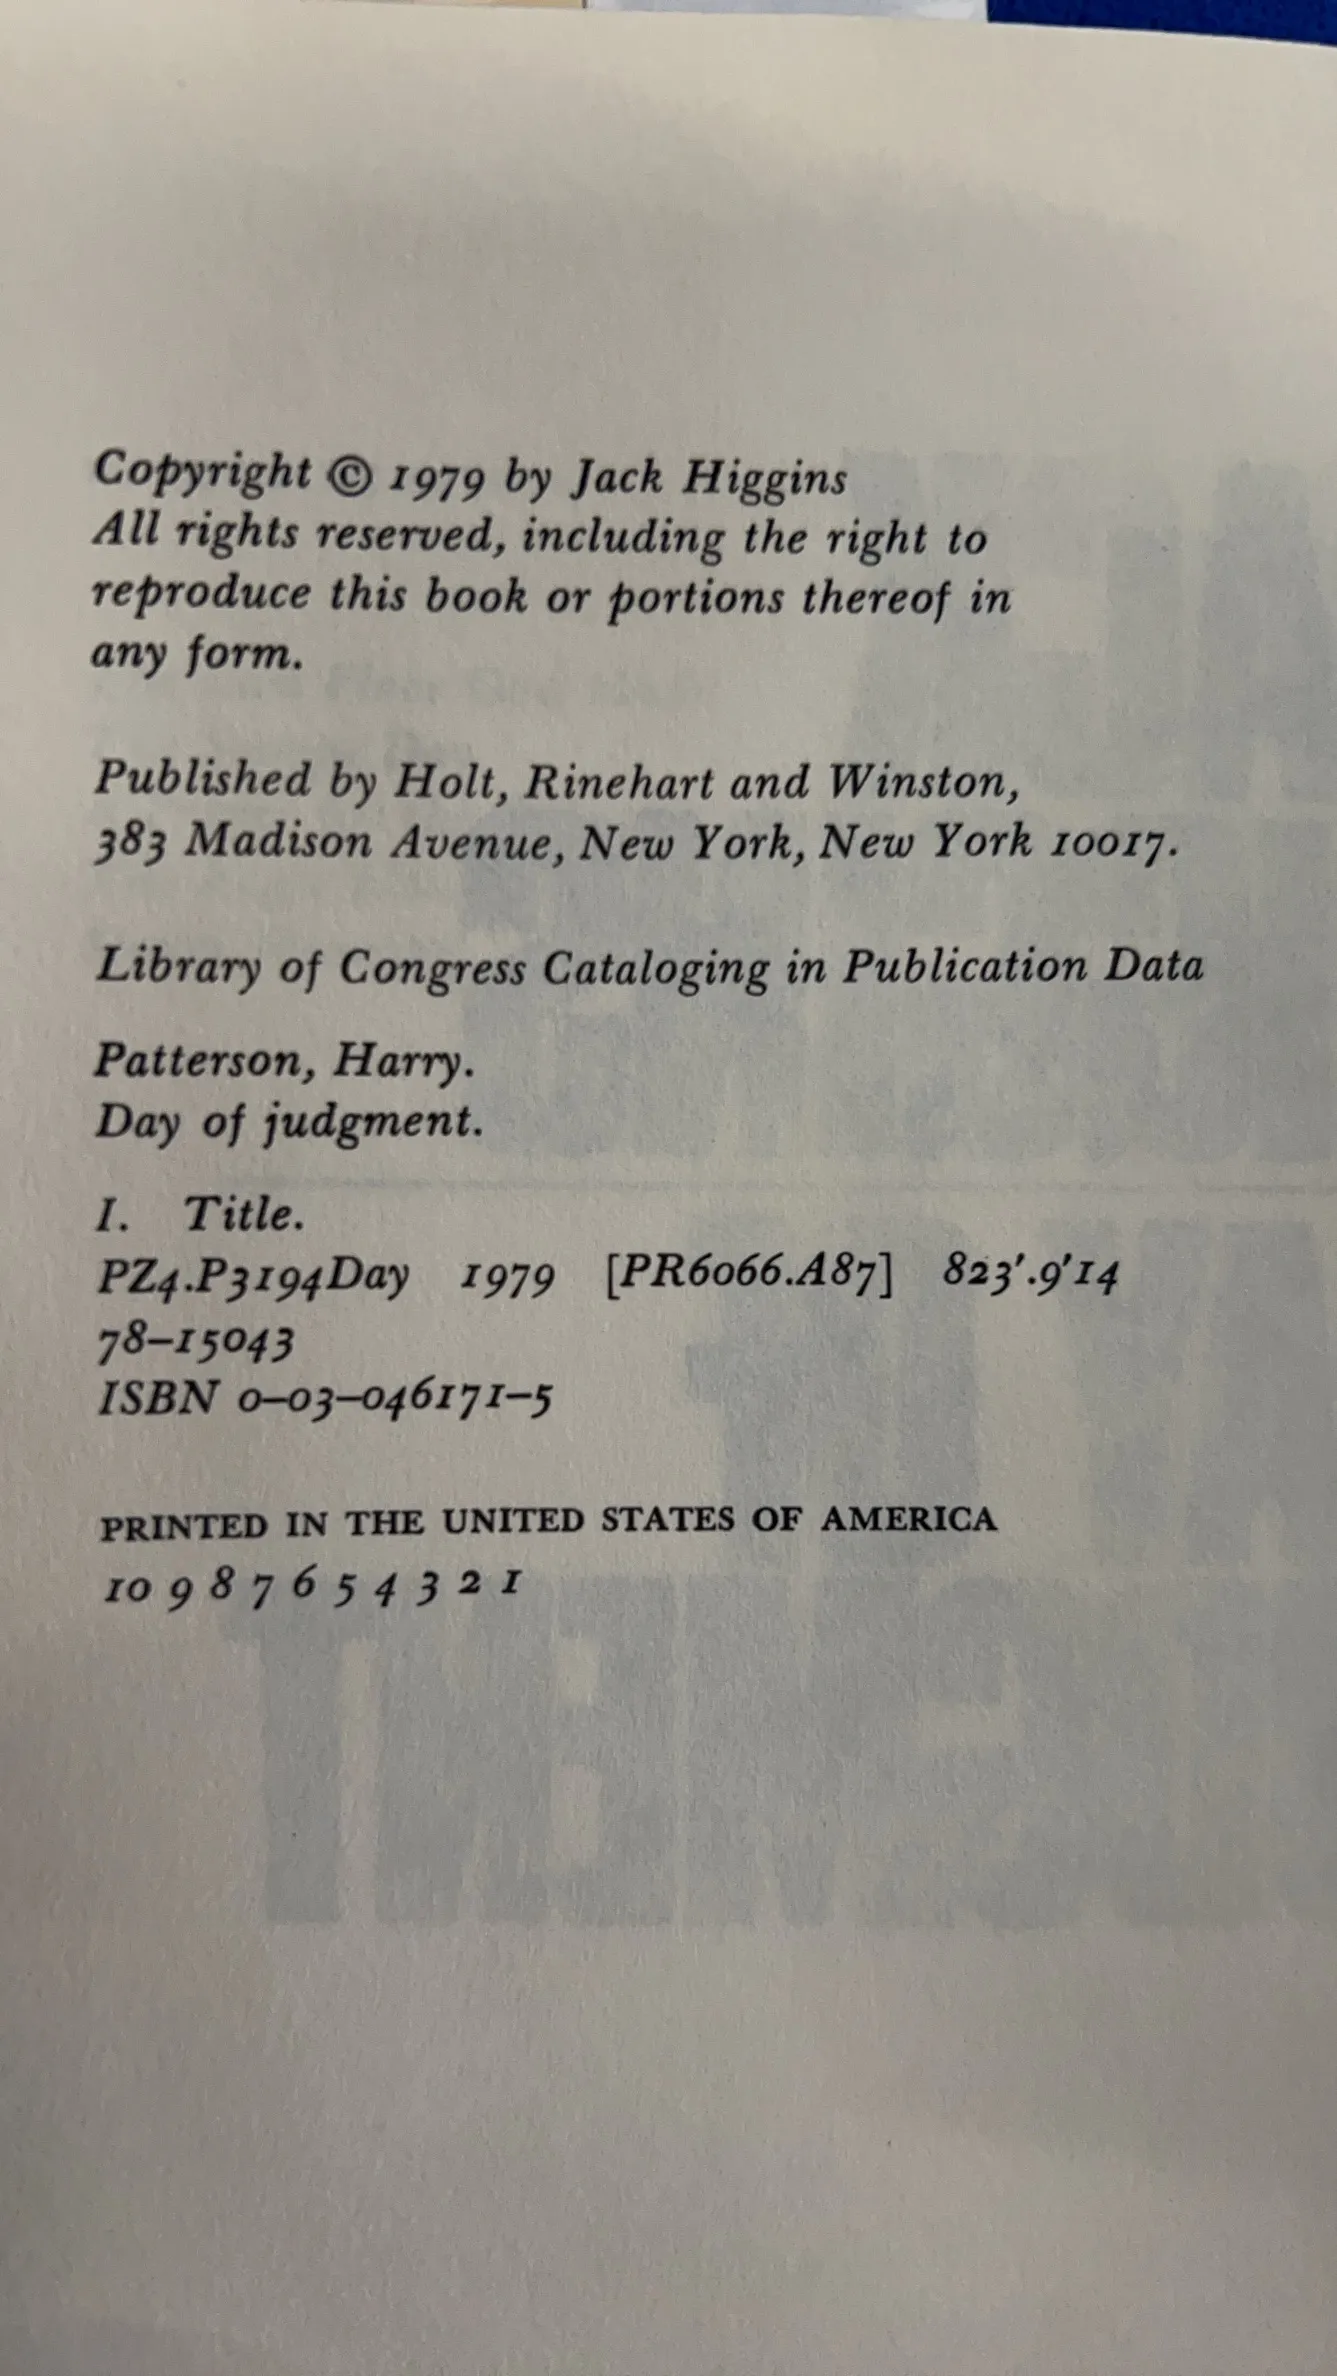 Copyright © 1979 by Jack Higgins
All rights reserved, including the right to
reproduce this book or portions thereof in
any form.
Published by Holt, Rinehart and Winston,
383 Madison Avenue, New York, New York 10017.
Library of Congress Cataloging in Publication Data
Patterson, Harry.
Day of judgment.
I. Title.
PZ4.P3194Day 1979 [PR6066.A87] 823'.9'14
78–15043
ISBN 0–03–046171–5
PRINTED IN THE UNITED STATES OF AMERICA
10 9 8 7 6 5 4 3 2 1